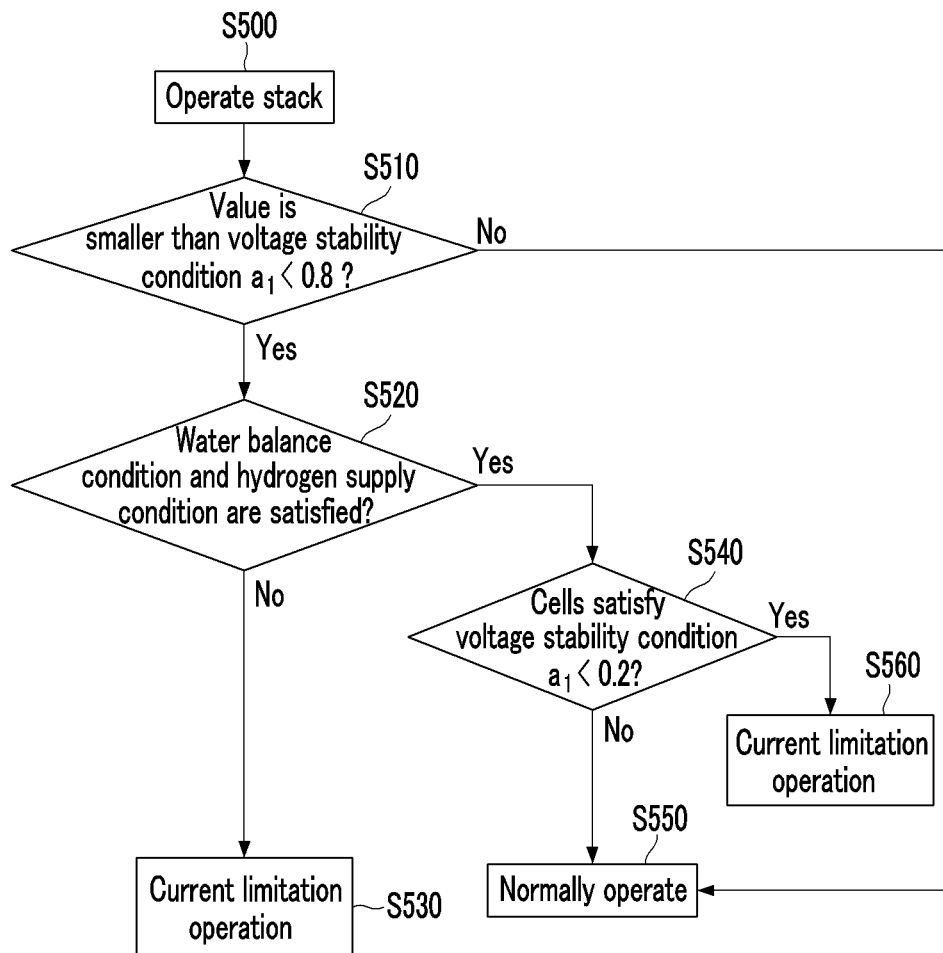 S500
Operate stack
S510
Value is
smaller than voltage stability
condition a₁ < 0.8 ?
No
Yes
S520
Water balance
condition and hydrogen supply
condition are satisfied?
Yes
No
S540
Cells satisfy
voltage stability condition
a₁ < 0.2?
Yes
No
S560
Current limitation
operation
S550
Normally operate
Current limitation
operation
S530